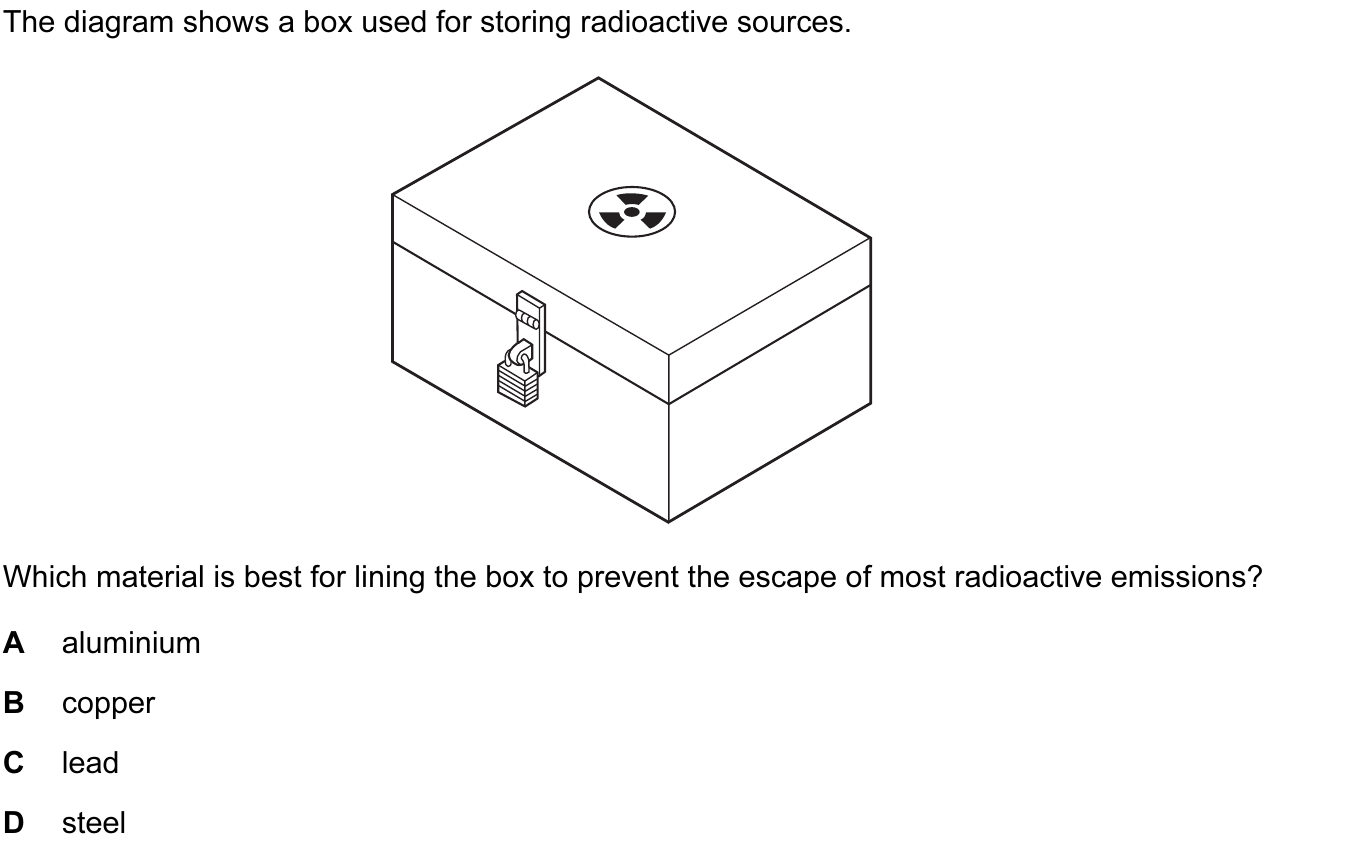 The diagram shows a box used for storing radioactive sources.
Which material is best for lining the box to prevent the escape of most radioactive emissions?
A aluminium
B copper
C lead
D steel